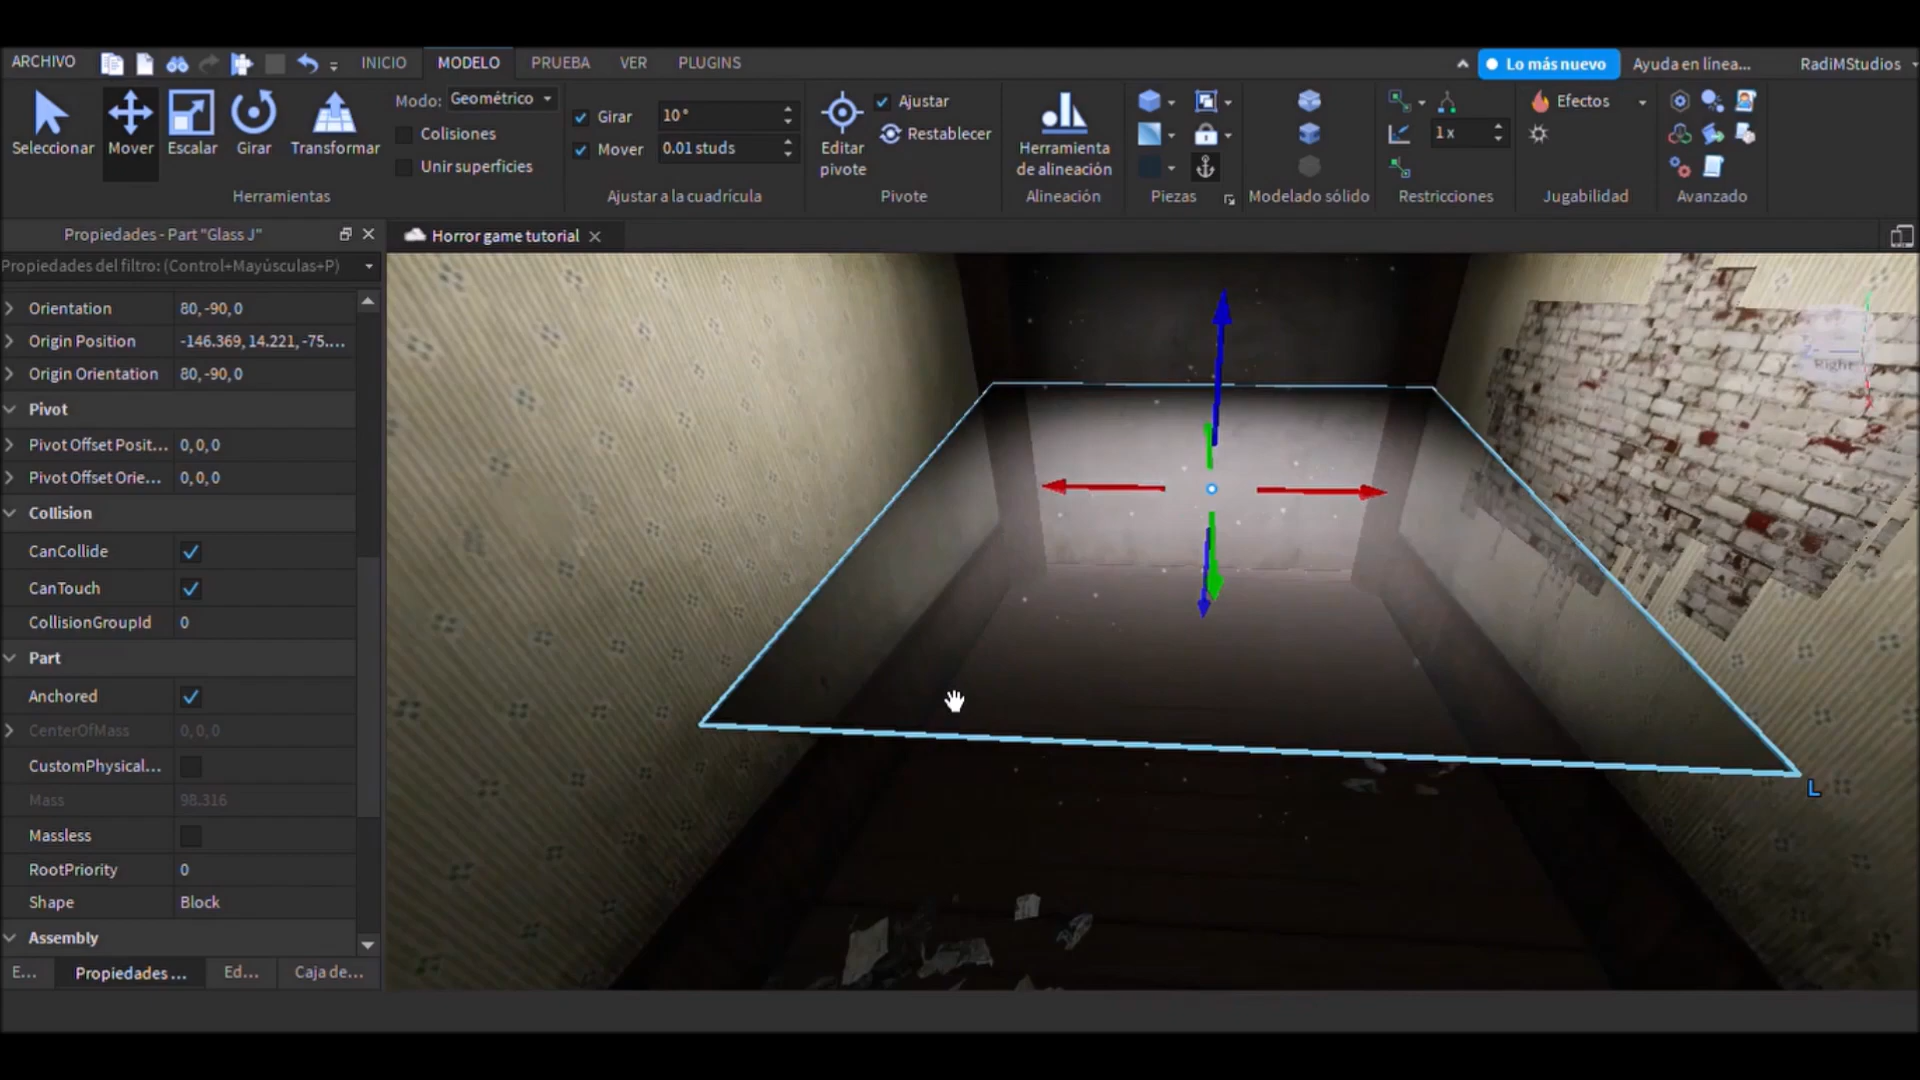 ARCHIVO INICIO MODELO PRUEBA VER PLUGINS Lo más nuevo Ayuda en línea... RadiMStudios
Seleccionar Mover Escalar Girar Transformar
Modo: Geométrico
Colisiones
Unir superficies
Girar 10°
Mover 0.01 studs
Editar pivote
Ajustar
Restablecer
Herramienta de alineación
1x
Efectos
Herramientas Ajustar a la cuadrícula Pivote Alineación Piezas Modelado sólido Restricciones Jugabilidad Avanzado
Propiedades - Part "Glass J"
Horror game tutorial
Propiedades del filtro: (Control+Mayúsculas+P)
Orientation 80, -90, 0
Origin Position -146.369, 14.221, -75....
Origin Orientation 80, -90, 0
Pivot
Pivot Offset Posit... 0, 0, 0
Pivot Offset Orie... 0, 0, 0
Collision
CanCollide
CanTouch
CollisionGroupId 0
Part
Anchored
CenterOfMass 0, 0, 0
CustomPhysical...
Mass 98.316
Massless
RootPriority 0
Shape Block
Assembly
E... Propiedades ... Ed... Caja de...
Right
L